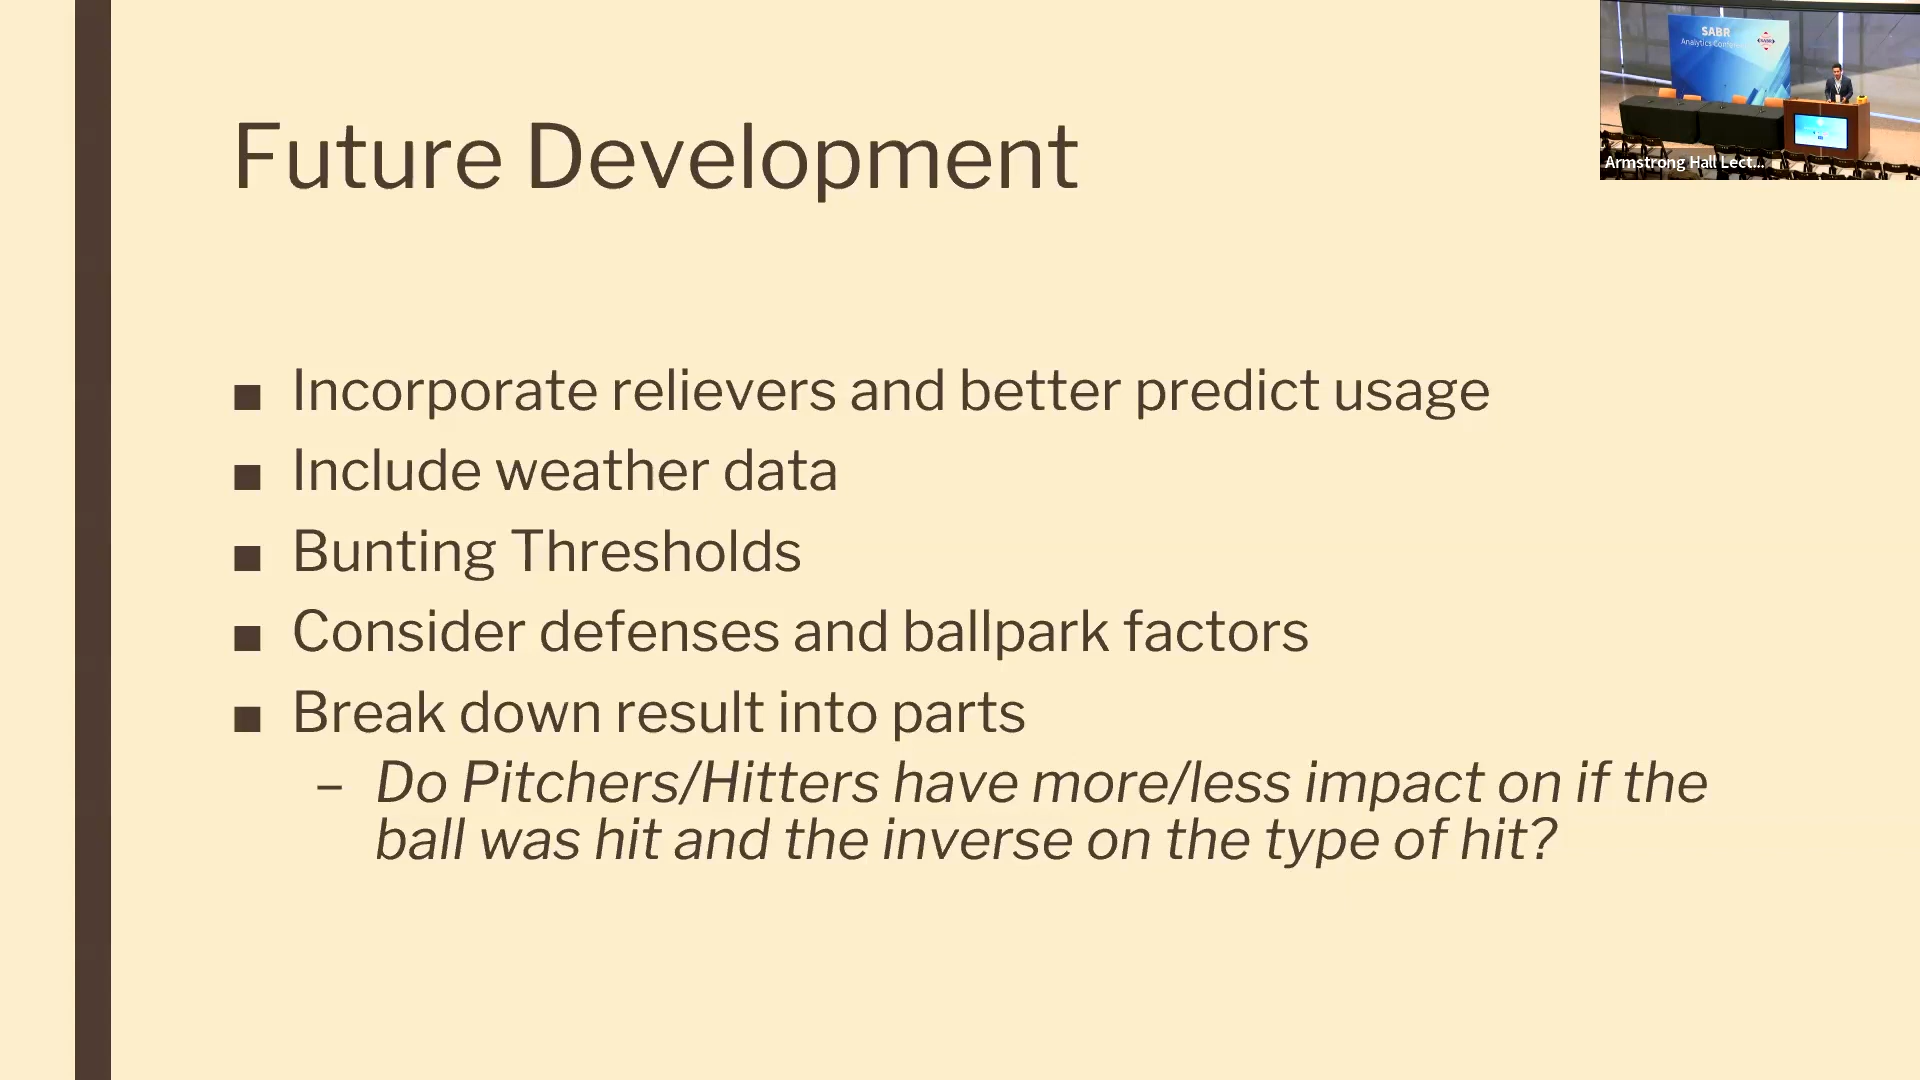 Future Development
■ Incorporate relievers and better predict usage
■ Include weather data
■ Bunting Thresholds
■ Consider defenses and ballpark factors
■ Break down result into parts
– Do Pitchers/Hitters have more/less impact on if the
ball was hit and the inverse on the type of hit?
SABR
Analytics
Armstrong Hall Lect...